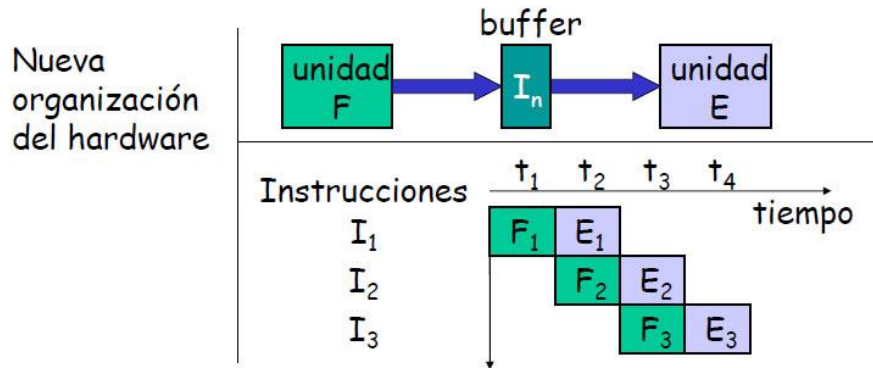 Nueva
organización
del hardware
buffer
unidad
F
Iₙ
unidad
E
t₁ t₂ t₃ t₄
Instrucciones
tiempo
I₁ F₁ E₁
I₂ F₂ E₂
I₃ F₃ E₃